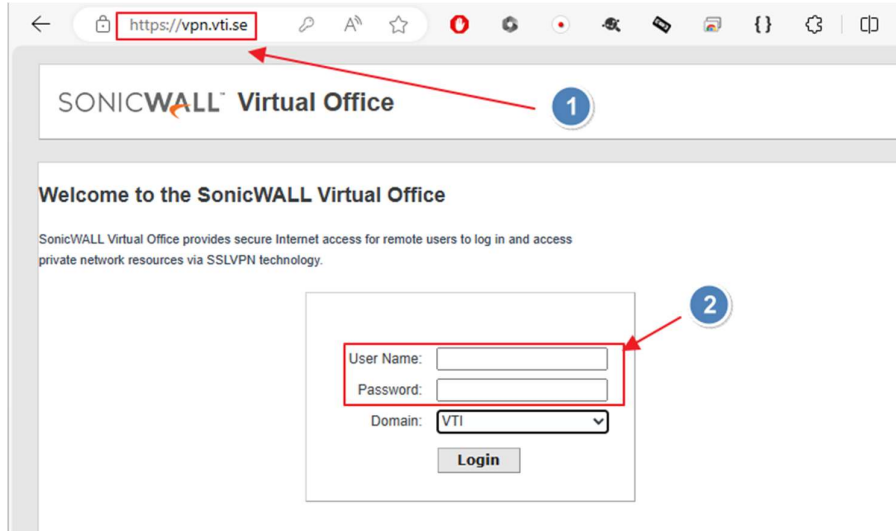 https://vpn.vti.se
1
SONICWALL™ Virtual Office
Welcome to the SonicWALL Virtual Office
SonicWALL Virtual Office provides secure Internet access for remote users to log in and access
private network resources via SSLVPN technology.
2
User Name:
Password:
Domain: VTI
Login